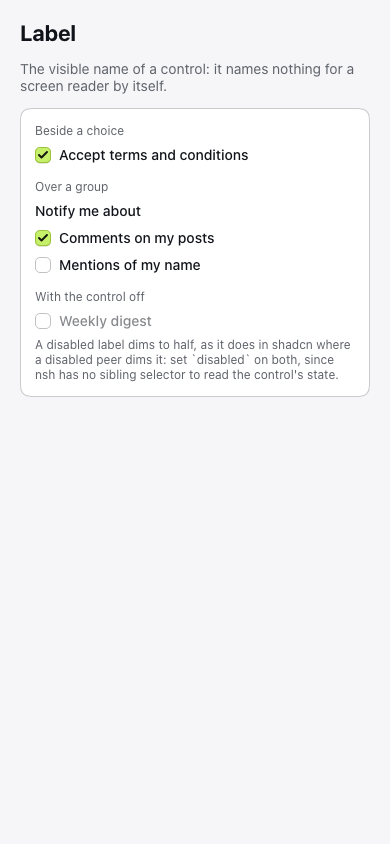 Label
The visible name of a control: it names nothing for a
screen reader by itself.
Beside a choice
Accept terms and conditions
Over a group
Notify me about
Comments on my posts
Mentions of my name
With the control off
Weekly digest
A disabled label dims to half, as it does in shadcn where
a disabled peer dims it: set `disabled` on both, since
nsh has no sibling selector to read the control's state.